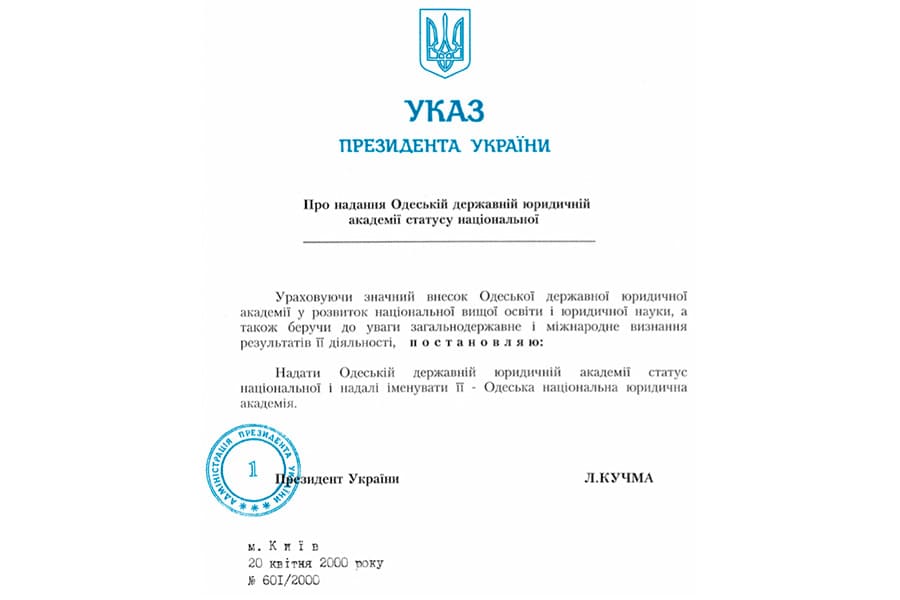 УКАЗ
ПРЕЗИДЕНТА УКРАЇНИ
Про надання Одеській державній юридичній
академії статусу національної
Ураховуючи значний внесок Одеської державної юридичної
академії у розвиток національної вищої освіти і юридичної науки, а
також беручи до уваги загальнодержавне і міжнародне визнання
результатів її діяльності, п о с т а н о в л я ю:
Надати Одеській державній юридичній академії статус
національної і надалі іменувати її - Одеська національна юридична
академія.
АДМІНІСТРАЦІЯ ПРЕЗИДЕНТА УКРАЇНИ
1
Президент України Л.КУЧМА
м. К и ї в
20 квітня 2000 року
№ 60I/2000